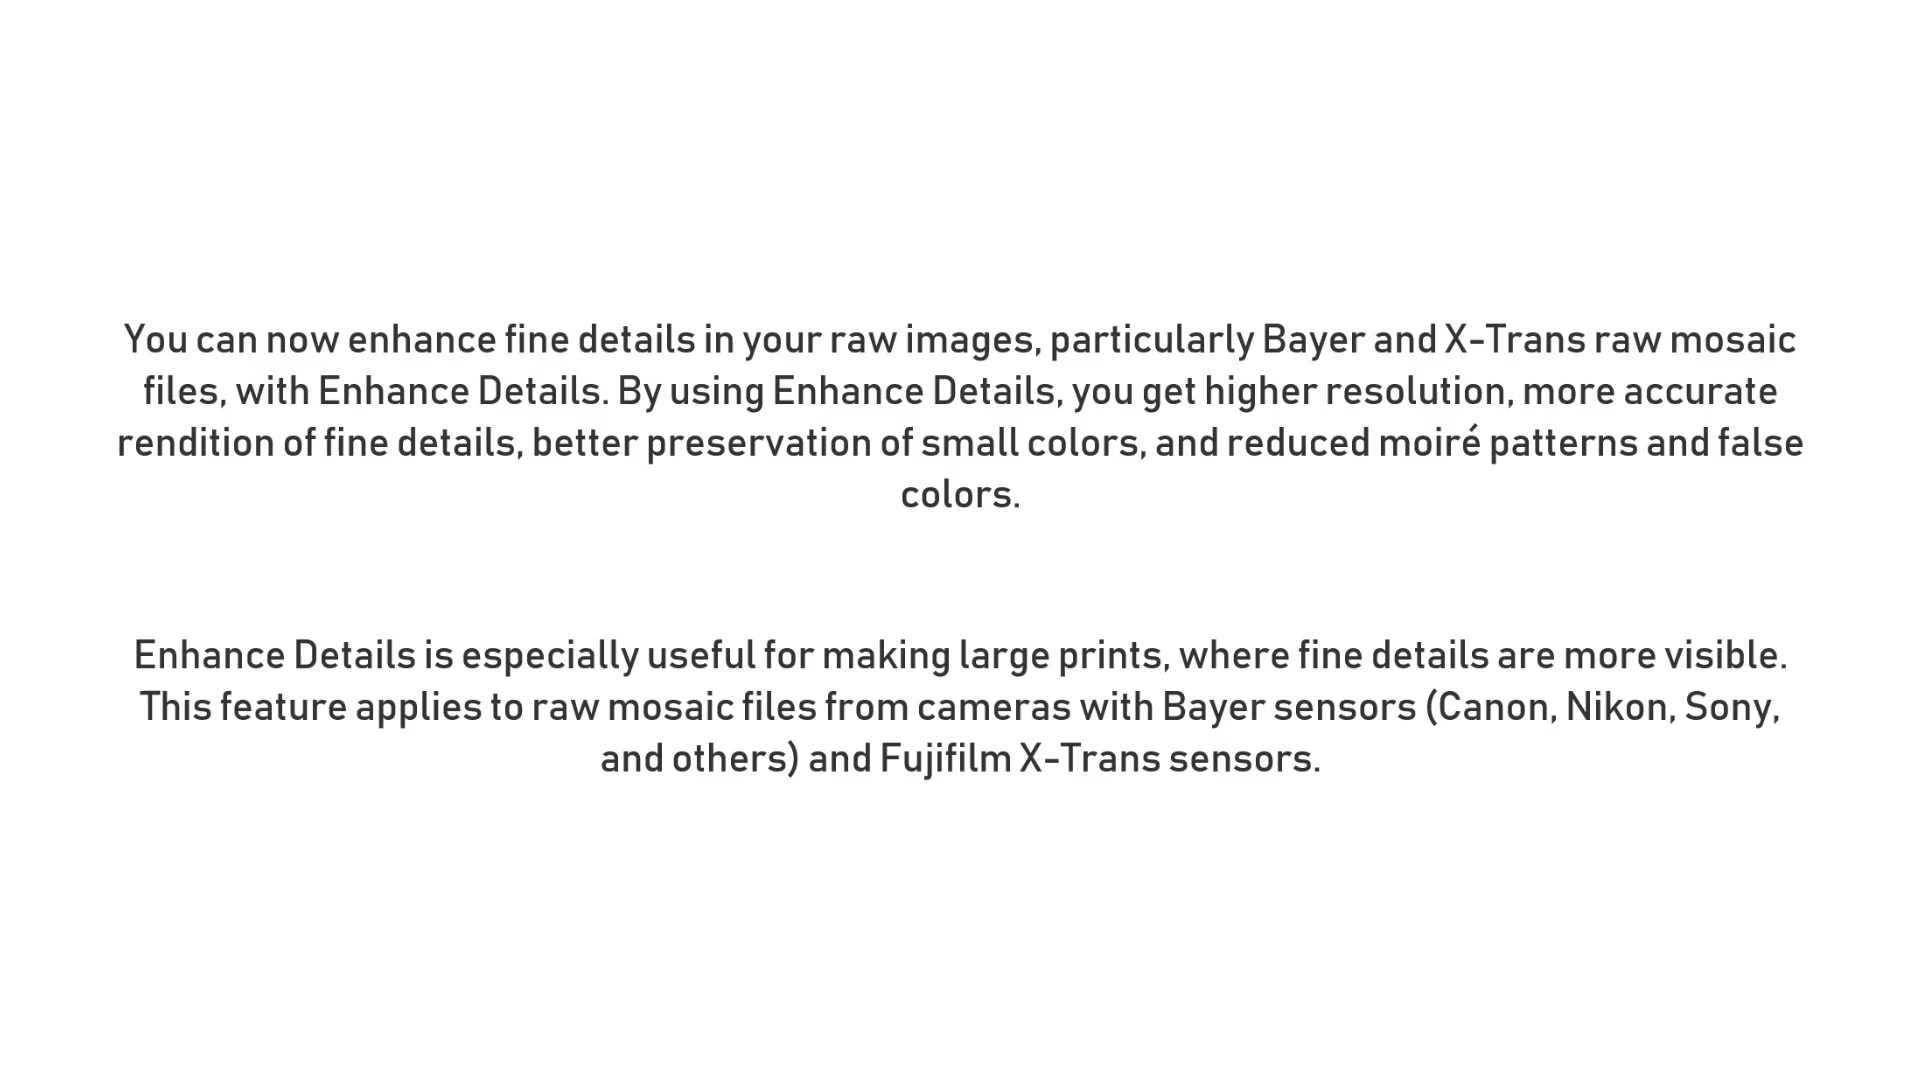 You can now enhance fine details in your raw images, particularly Bayer and X-Trans raw mosaic
files, with Enhance Details. By using Enhance Details, you get higher resolution, more accurate
rendition of fine details, better preservation of small colors, and reduced moiré patterns and false
colors.
Enhance Details is especially useful for making large prints, where fine details are more visible.
This feature applies to raw mosaic files from cameras with Bayer sensors (Canon, Nikon, Sony,
and others) and Fujifilm X-Trans sensors.